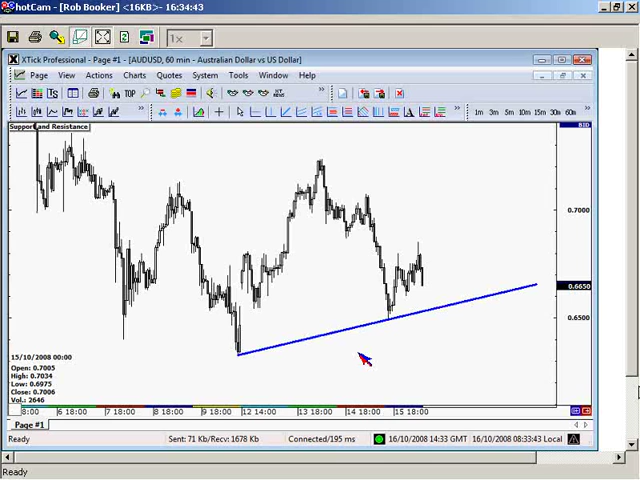 hotCam - [Rob Booker] <16KB> - 16:34:43
1x
XTick Professional - Page #1 - [AUDUSD, 60 min - Australian Dollar vs US Dollar]
Page View Actions Charts Quotes System Tools Window Help
T&S
1m 3m 5m 10m 15m 30m 60m
Support and Resistance
BID
0.7000
0.6650
0.6500
15/10/2008 00:00
Open: 0.7005
High: 0.7034
Low: 0.6975
Close: 0.7006
Vol.: 2646
8:00 6 18:00 7 18:00 8 18:00 9 18:00 12 14:00 13 18:00 14 18:00 15 18:00
Page #1
Ready Sent: 71 Kb/Recv: 1678 Kb Connected/195 ms 16/10/2008 14:33 GMT 16/10/2008 08:33:43 Local
Ready